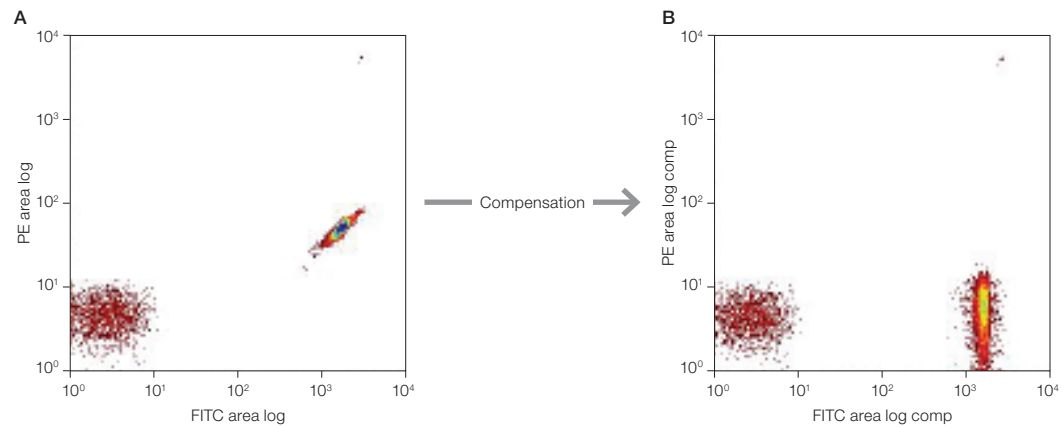 A
10⁴
10³
10²
10¹
10⁰
PE area log
10⁰ 10¹ 10² 10³ 10⁴
FITC area log
Compensation
B
10⁴
10³
10²
10¹
10⁰
PE area log comp
10⁰ 10¹ 10² 10³ 10⁴
FITC area log comp